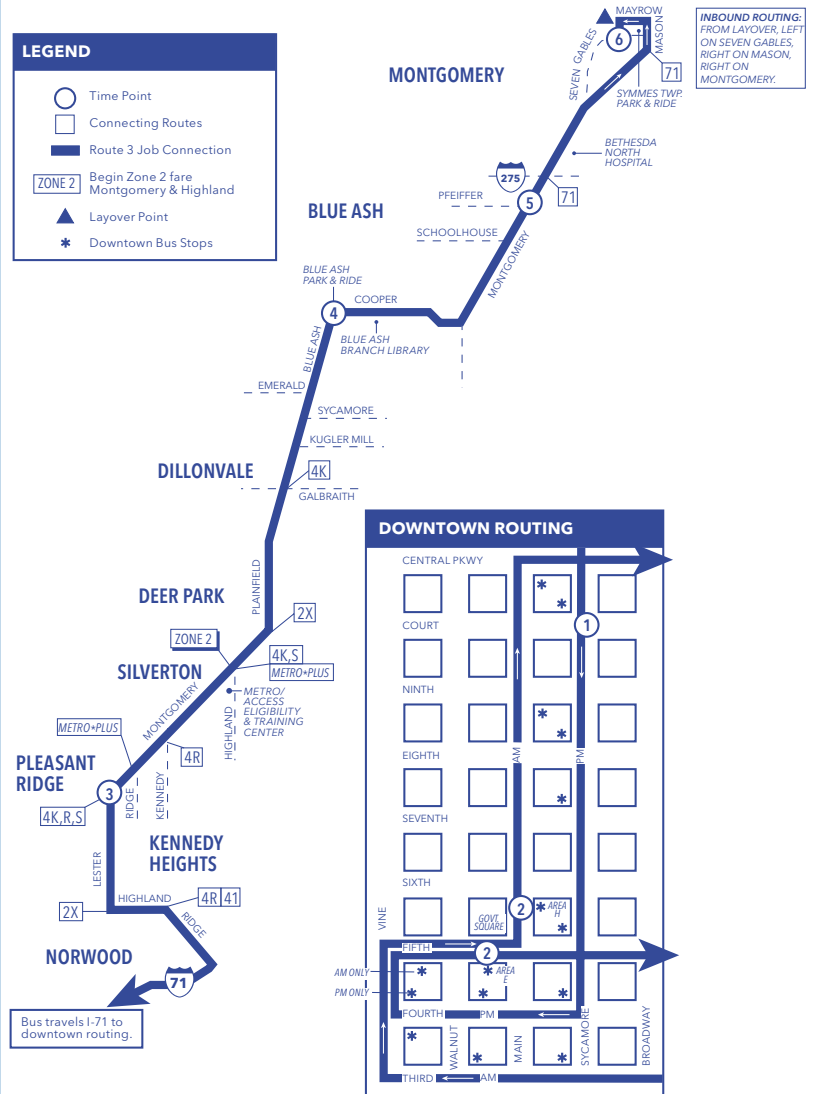 MAYROW
MASON
SEVEN GABLES
6
INBOUND ROUTING:
FROM LAYOVER, LEFT
ON SEVEN GABLES,
RIGHT ON MASON,
RIGHT ON
MONTGOMERY.
LEGEND
Time Point
Connecting Routes
Route 3 Job Connection
ZONE 2
Begin Zone 2 fare
Montgomery & Highland
Layover Point
* Downtown Bus Stops
MONTGOMERY
71
SYMMES TWP.
PARK & RIDE
BETHESDA
NORTH
HOSPITAL
275
71
PFEIFFER
5
BLUE ASH
SCHOOLHOUSE
MONTGOMERY
BLUE ASH
PARK & RIDE
COOPER
4
BLUE ASH
BRANCH LIBRARY
BLUE ASH
EMERALD
SYCAMORE
KUGLER MILL
DILLONVALE
4K
GALBRAITH
PLAINFIELD
DEER PARK
2X
ZONE 2
4K,S
METRO*PLUS
SILVERTON
METRO/
ACCESS
ELIGIBILITY
& TRAINING
CENTER
HIGHLAND
MONTGOMERY
METRO*PLUS
4R
PLEASANT
RIDGE
3
RIDGE
KENNEDY
4K,R,S
KENNEDY
HEIGHTS
LESTER
HIGHLAND
4R
41
2X
RIDGE
NORWOOD
71
Bus travels I-71 to
downtown routing.
DOWNTOWN ROUTING
CENTRAL PKWY
* *
COURT
1
NINTH
* *
EIGHTH
AM
PM
*
SEVENTH
SIXTH
VINE
GOVT.
SQUARE
2
* AREA
H
*
FIFTH
2
AM ONLY
*
* AREA
E
PM ONLY
* * *
FOURTH
PM
*
WALNUT
MAIN
SYCAMORE
BROADWAY
* *
THIRD
AM